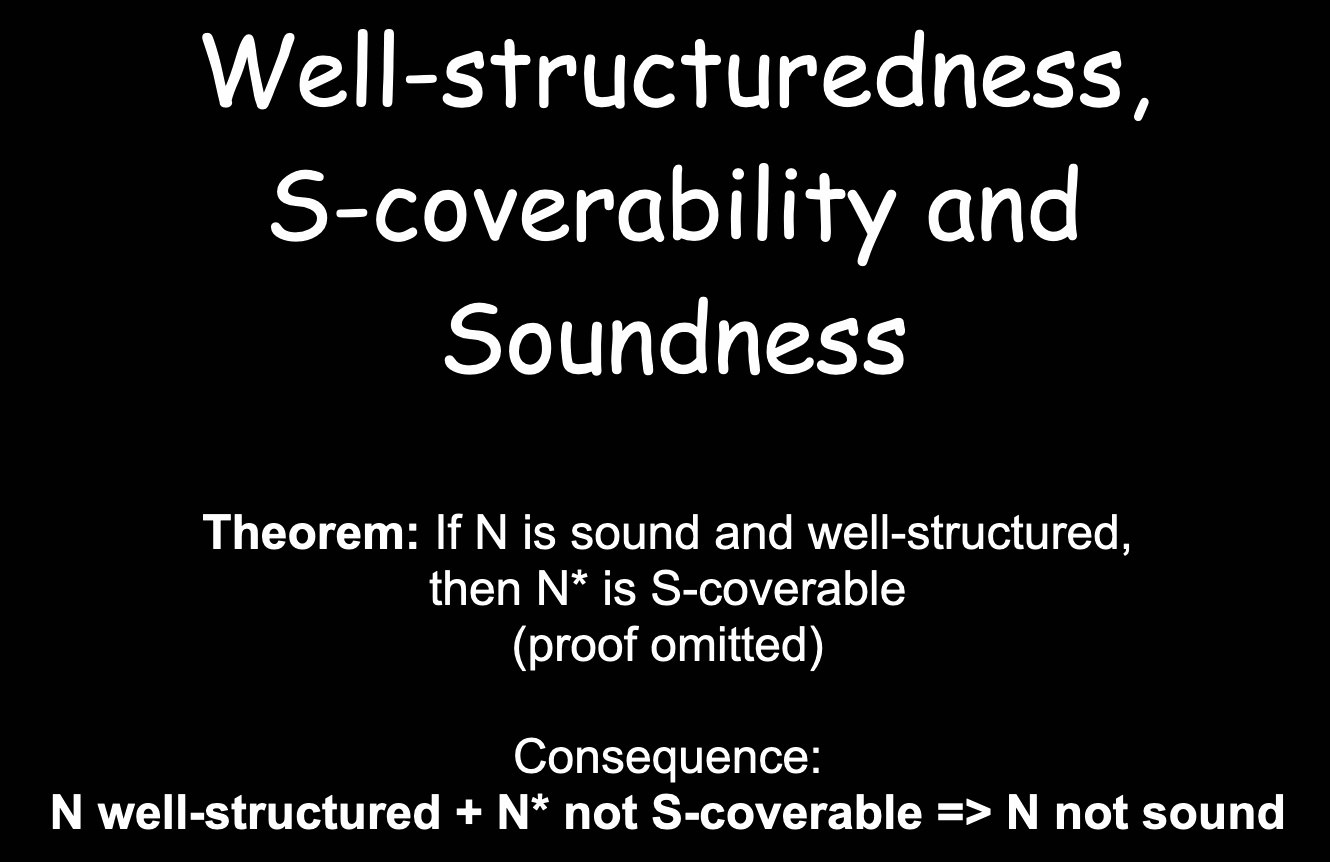 Well-structuredness,
S-coverability and
Soundness
Theorem: If N is sound and well-structured,
then N* is S-coverable
(proof omitted)
Consequence:
N well-structured + N* not S-coverable => N not sound